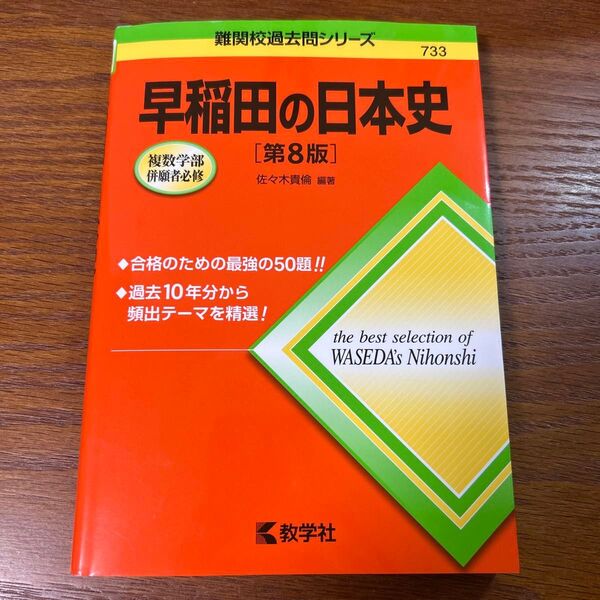 難関校過去問シリーズ
733
早稲田の日本史
[第8版]
複数学部
併願者必修
佐々木貴倫 編著
◆合格のための最強の50題!!
◆過去10年分から
頻出テーマを精選!
the best selection of
WASEDA's Nihonshi
教学社